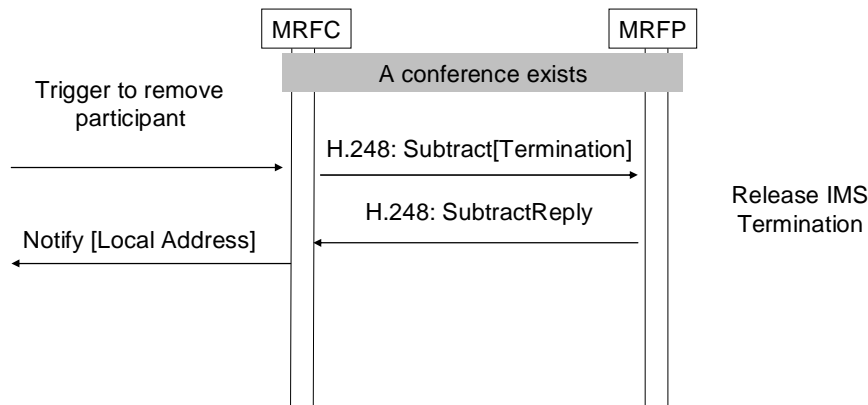 MRFC
MRFP
A conference exists
Trigger to remove
participant
H.248: Subtract[Termination]
Release IMS
Termination
H.248: SubtractReply
Notify [Local Address]